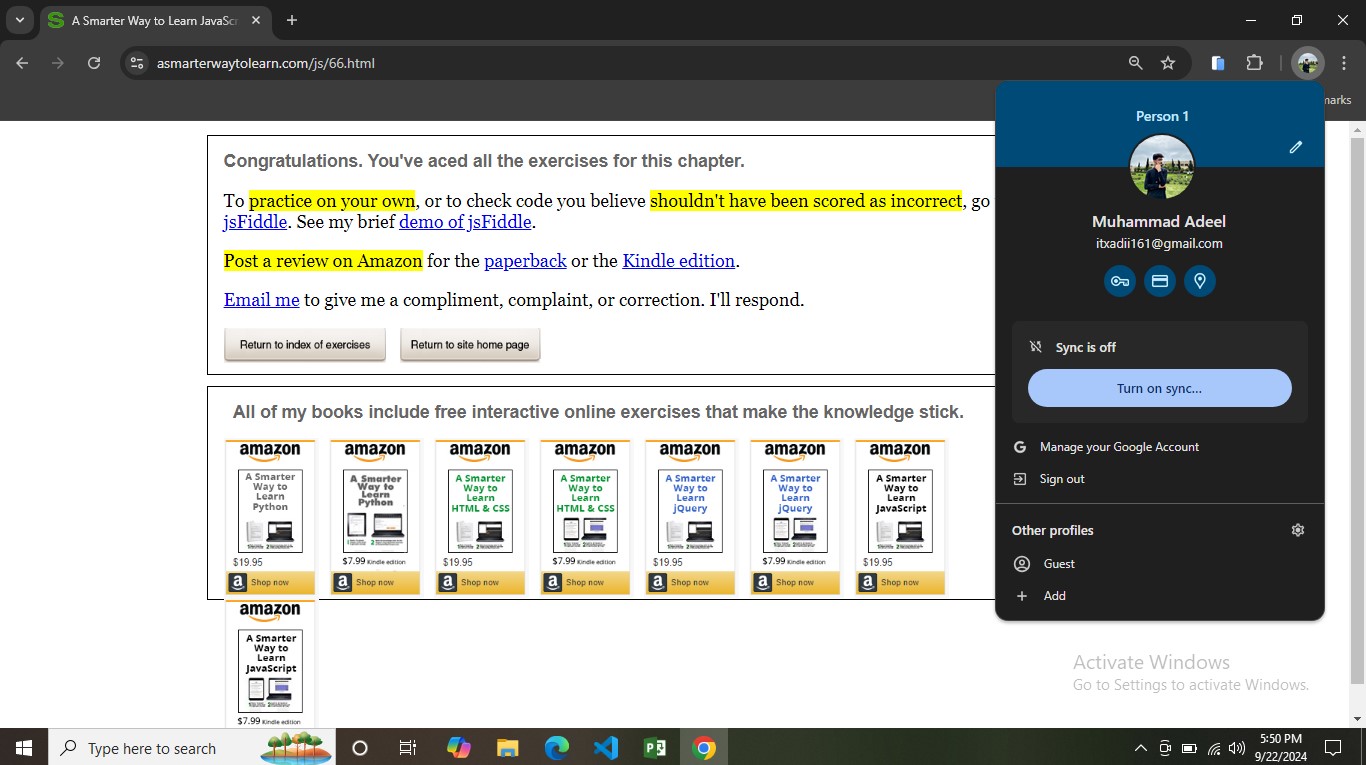 A Smarter Way to Learn JavaSc
asmarterwaytolearn.com/js/66.html
marks
Congratulations. You've aced all the exercises for this chapter.
To practice on your own, or to check code you believe shouldn't have been scored as incorrect, go
jsFiddle. See my brief demo of jsFiddle.
Post a review on Amazon for the paperback or the Kindle edition.
Email me to give me a compliment, complaint, or correction. I'll respond.
Return to index of exercises Return to site home page
All of my books include free interactive online exercises that make the knowledge stick.
amazon amazon amazon amazon amazon amazon amazon
A Smarter A Smarter A Smarter A Smarter A Smarter A Smarter A Smarter
Way to Way to Way to Way to Way to Way to Way to
Learn Learn Learn Learn Learn Learn Learn
Python Python HTML & CSS HTML & CSS jQuery jQuery JavaScript
$19.95 $7.99 Kindle edition $19.95 $7.99 Kindle edition $19.95 $7.99 Kindle edition $19.95
a Shop now a Shop now a Shop now a Shop now a Shop now a Shop now a Shop now
amazon
A Smarter
Way to
Learn
JavaScript
$7.99 Kindle edition
Person 1
Muhammad Adeel
itxadii161@gmail.com
Sync is off
Turn on sync...
Manage your Google Account
Sign out
Other profiles
Guest
Add
Activate Windows
Go to Settings to activate Windows.
Type here to search
5:50 PM
9/22/2024